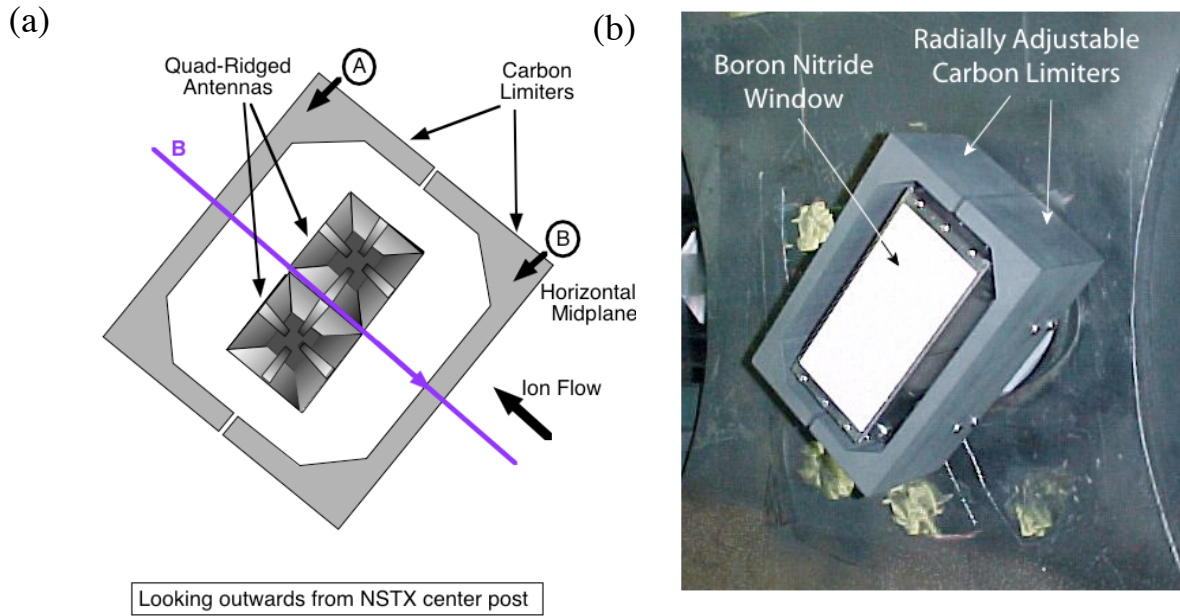 (a)
Quad-Ridged
Antennas
A
Carbon
Limiters
B
B
Horizontal
Midplane
Ion Flow
Looking outwards from NSTX center post
(b)
Boron Nitride
Window
Radially Adjustable
Carbon Limiters